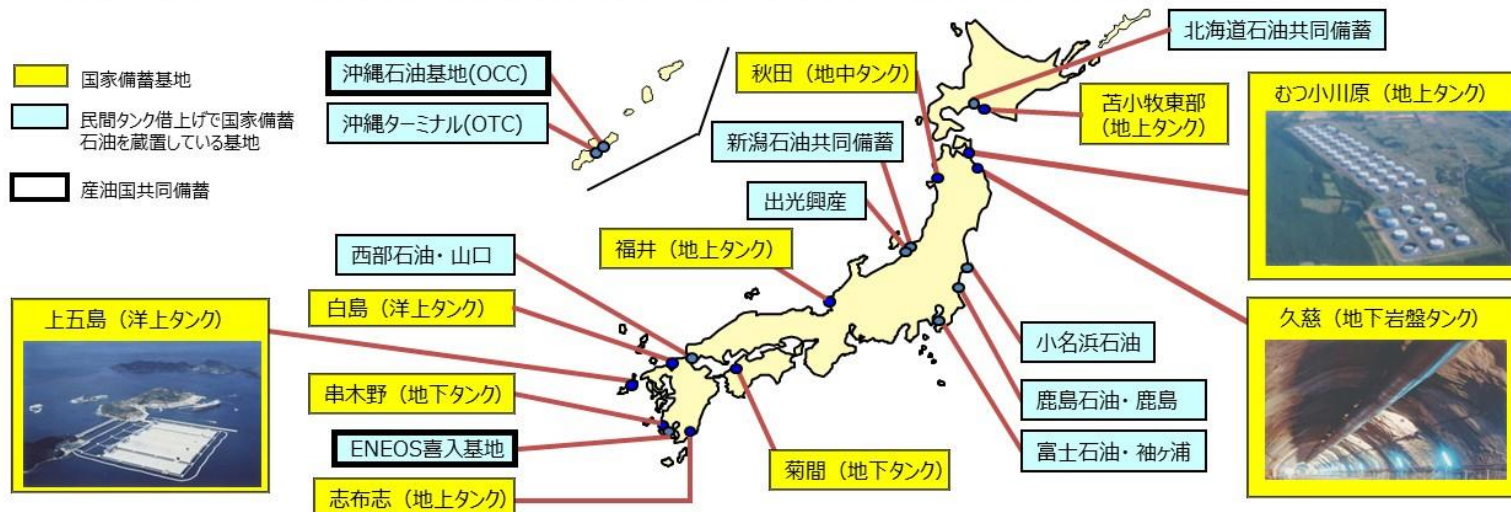 国家備蓄基地
民間タンク借上げで国家備蓄
石油を蔵置している基地
産油国共同備蓄
沖縄石油基地(OCC)
沖縄ターミナル(OTC)
秋田（地中タンク）
北海道石油共同備蓄
苫小牧東部
（地上タンク）
むつ小川原（地上タンク）
新潟石油共同備蓄
出光興産
福井（地上タンク）
西部石油・山口
白島（洋上タンク）
上五島（洋上タンク）
串木野（地下タンク）
ENEOS喜入基地
志布志（地上タンク）
菊間（地下タンク）
小名浜石油
鹿島石油・鹿島
富士石油・袖ヶ浦
久慈（地下岩盤タンク）